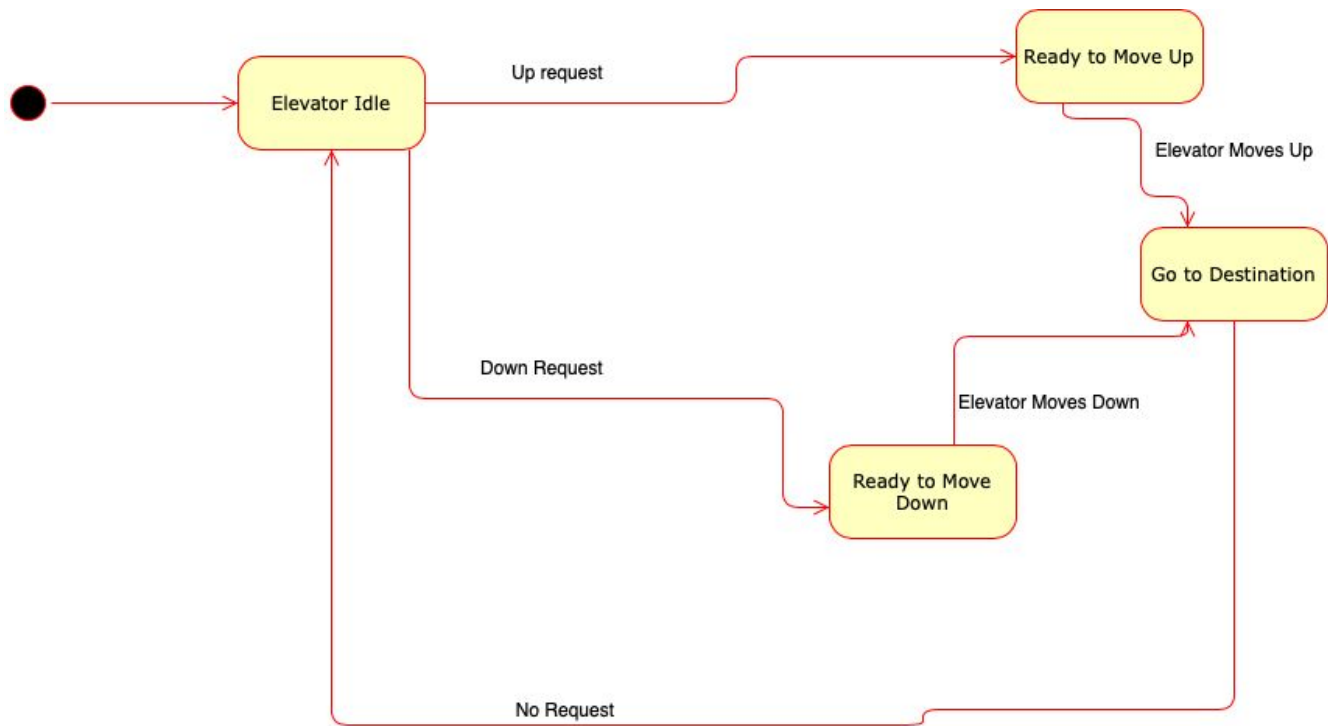 Ready to Move Up
Up request
Elevator Idle
Elevator Moves Up
Go to Destination
Down Request
Elevator Moves Down
Ready to Move
Down
No Request